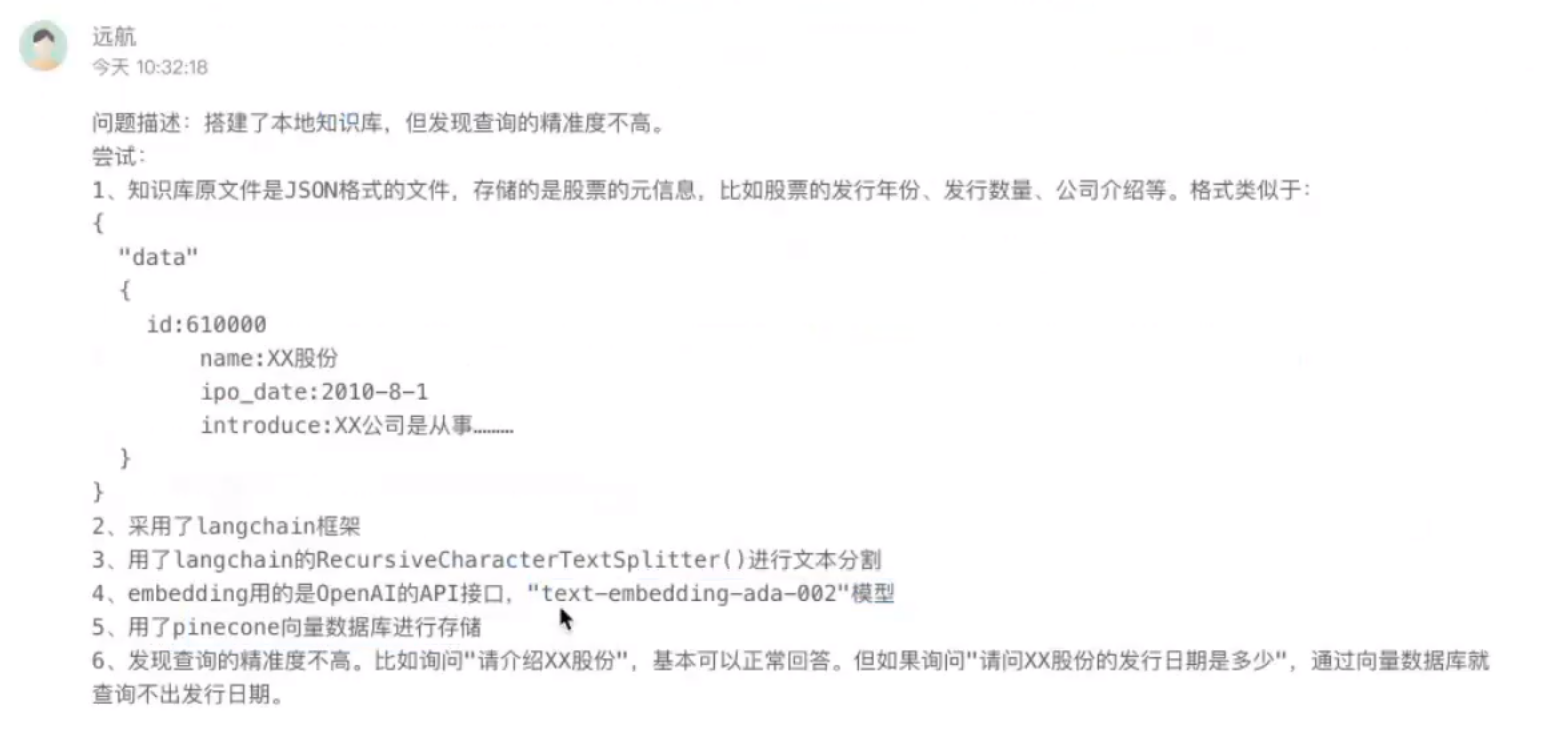 远航
今天 10:32:18
问题描述：搭建了本地知识库，但发现查询的精准度不高。
尝试：
1、知识库原文件是JSON格式的文件，存储的是股票的元信息，比如股票的发行年份、发行数量、公司介绍等。格式类似于：
{
"data"
{
id:610000
name:XX股份
ipo_date:2010-8-1
introduce:XX公司是从事………
}
}
2、采用了langchain框架
3、用了langchain的RecursiveCharacterTextSplitter()进行文本分割
4、embedding用的是OpenAI的API接口，"text-embedding-ada-002"模型
5、用了pinecone向量数据库进行存储
6、发现查询的精准度不高。比如询问"请介绍XX股份"，基本可以正常回答。但如果询问"请问XX股份的发行日期是多少"，通过向量数据库就
查询不出发行日期。